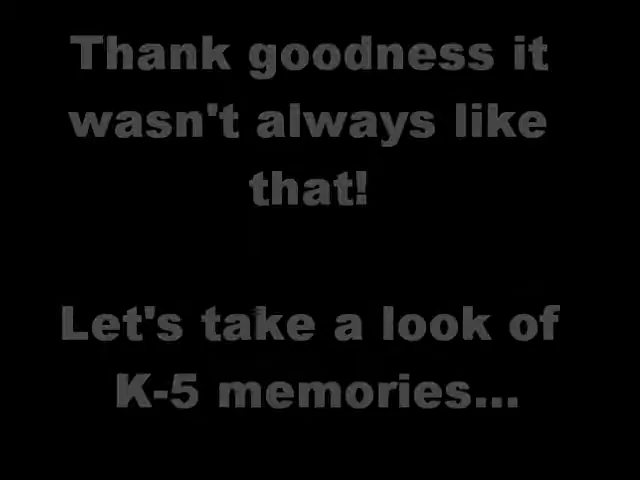 Thank goodness it
wasn't always like
that!
Let's take a look of
K-5 memories...